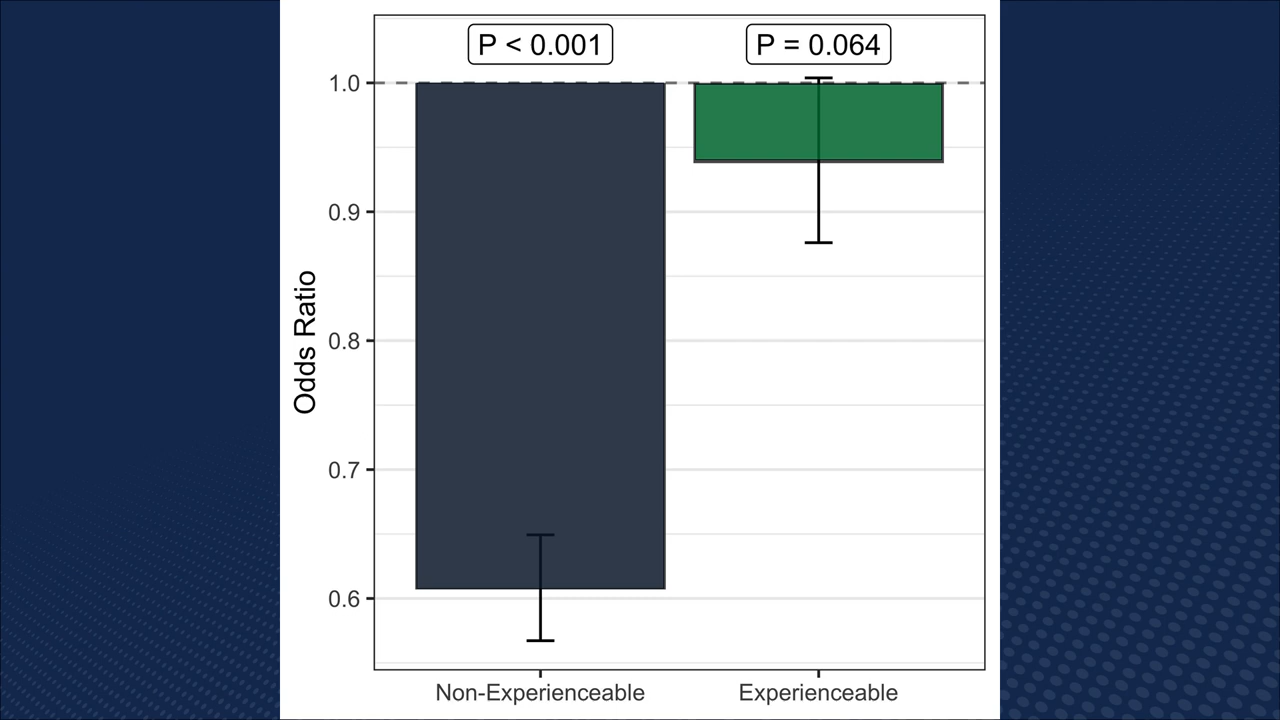 P < 0.001
P = 0.064
1.0
0.9
0.8
0.7
0.6
Odds Ratio
Non-Experienceable
Experienceable